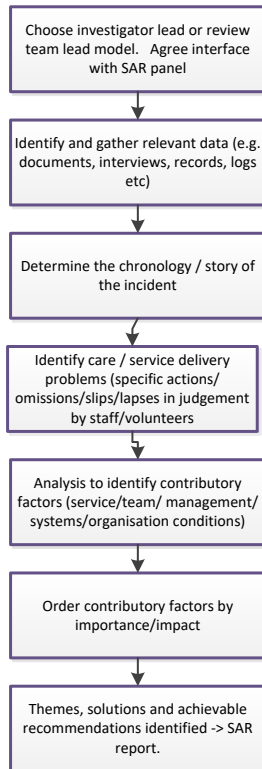 Choose investigator lead or review
team lead model.   Agree interface
with SAR panel
Identify and gather relevant data (e.g.
documents, interviews, records, logs
etc)
Determine the chronology / story of
the incident
Identify care / service delivery
problems (specific actions/
omissions/slips/lapses in judgement
by staff/volunteers
Analysis to identify contributory
factors (service/team/ management/
systems/organisation conditions)
Order contributory factors by
importance/impact
Themes, solutions and achievable
recommendations identified -> SAR
report.